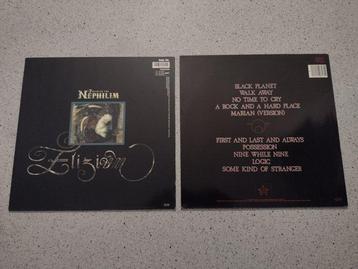 NEPHILIM
Elizium
BLACK PLANET
WALK AWAY
NO TIME TO CRY
A ROCK AND A HARD PLACE
MARIAN (VERSION)
FIRST AND LAST AND ALWAYS
POSSESSION
NINE WHILE NINE
LOGIC
SOME KIND OF STRANGER